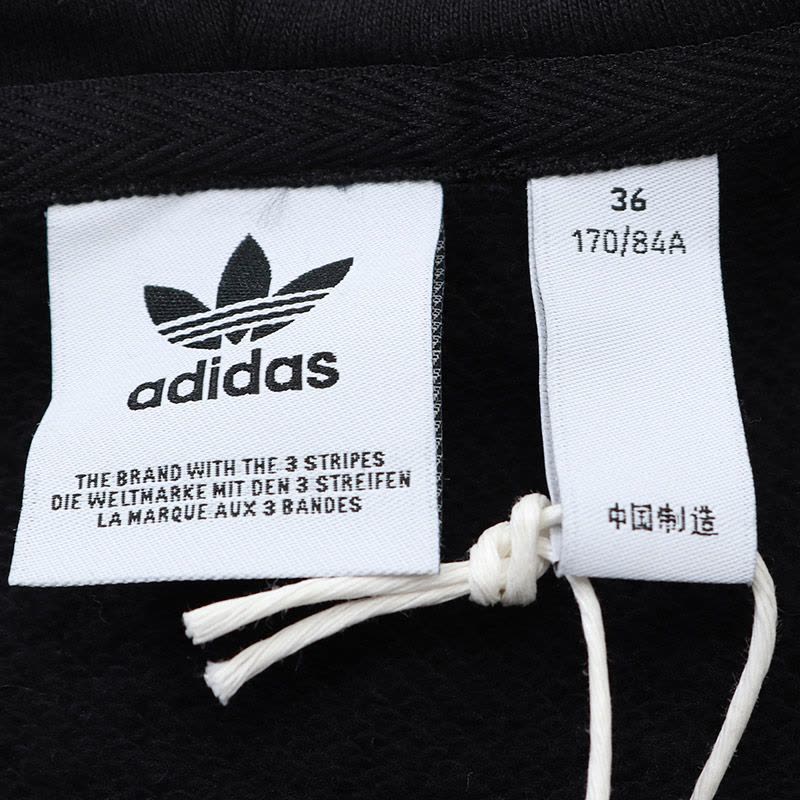 adidas
THE BRAND WITH THE 3 STRIPES
DIE WELTMARKE MIT DEN 3 STREIFEN
LA MARQUE AUX 3 BANDES
36
170/84A
中国制造